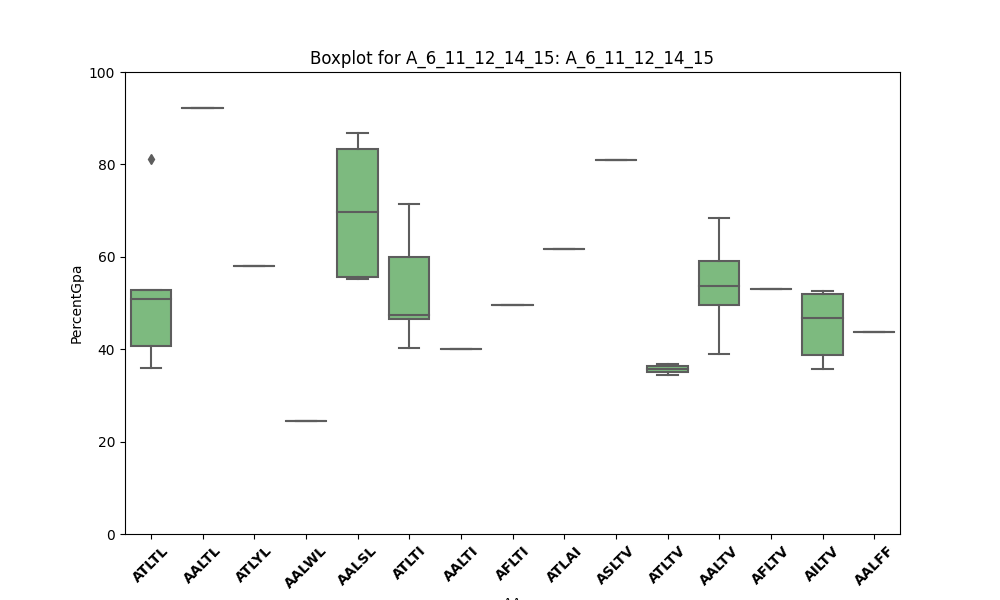 Boxplot for A_6_11_12_14_15: A_6_11_12_14_15
PercentGpa
100
80
60
40
20
0
ATLTL
AALTL
ATLYL
AALWL
AALSL
ATLTI
AALTI
AFLTI
ATLAI
ASLTV
ATLTV
AALTV
AFLTV
AILTV
AALFF